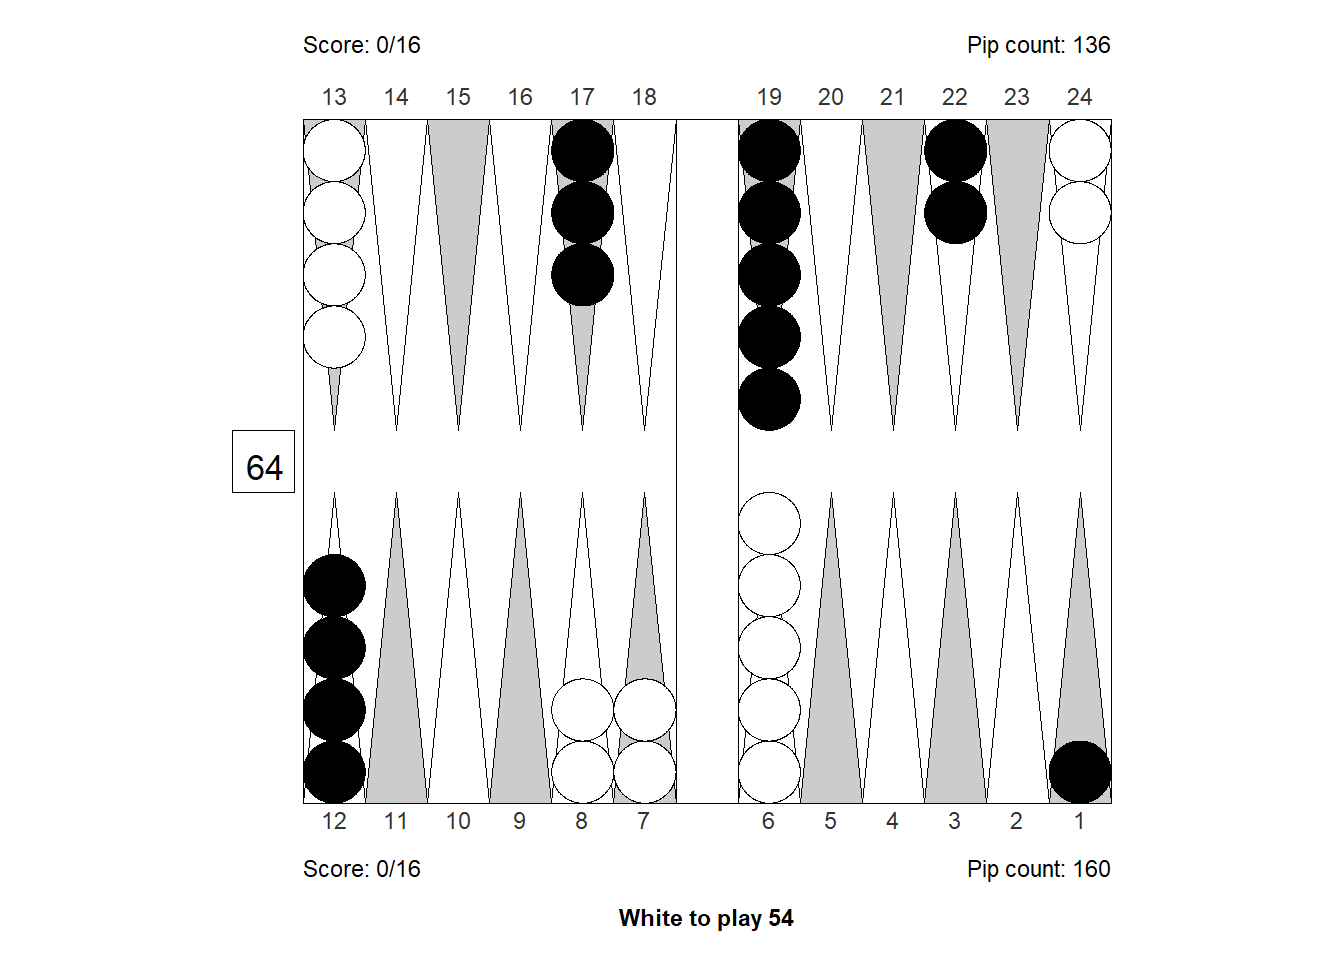 Score: 0/16 Pip count: 136
13 14 15 16 17 18 19 20 21 22 23 24
64
12 11 10 9 8 7 6 5 4 3 2 1
Score: 0/16 Pip count: 160
White to play 54